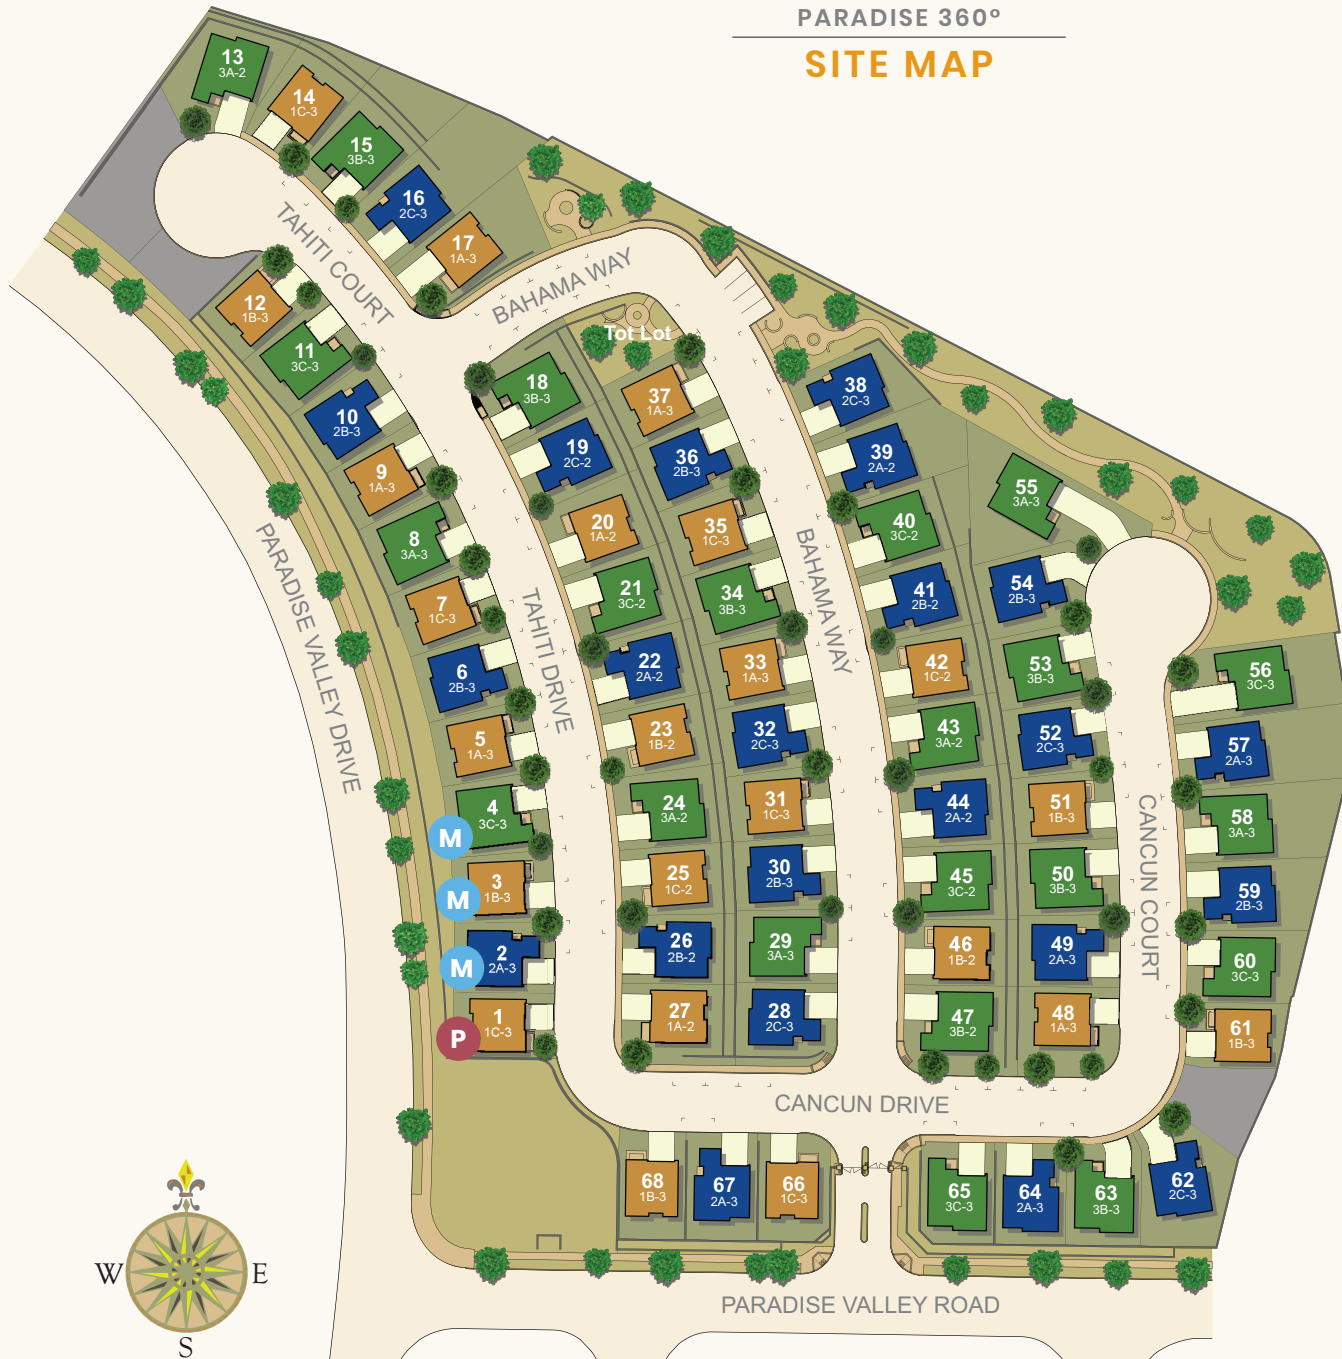 PARADISE 360°
SITE MAP
13
3A-2
14
1C-3
15
3B-3
16
2C-3
17
1A-3
TAHITI COURT
BAHAMA WAY
12
1B-3
11
3C-3
10
2B-3
9
1A-3
8
3A-3
7
1C-3
6
2B-3
5
1A-3
4
3C-3
M
3
1B-3
M
2
2A-3
M
1
1C-3
P
PARADISE VALLEY DRIVE
TAHITI DRIVE
Tot Lot
18
3B-3
19
2C-2
20
1A-2
21
3C-2
22
2A-2
23
1B-2
24
3A-2
25
1C-2
26
2B-2
27
1A-2
37
1A-3
36
2B-3
35
1C-3
34
3B-3
33
1A-3
32
2C-3
31
1C-3
30
2B-3
29
3A-3
28
2C-3
BAHAMA WAY
38
2C-3
39
2A-2
40
3C-2
41
2B-2
42
1C-2
43
3A-2
44
2A-2
45
3C-2
46
1B-2
47
3B-2
55
3A-3
54
2B-3
53
3B-3
52
2C-3
51
1B-3
50
3B-3
49
2A-3
48
1A-3
CANCUN COURT
56
3C-3
57
2A-3
58
3A-3
59
2B-3
60
3C-3
61
1B-3
CANCUN DRIVE
68
1B-3
67
2A-3
66
1C-3
65
3C-3
64
2A-3
63
3B-3
62
2C-3
W
E
S
PARADISE VALLEY ROAD